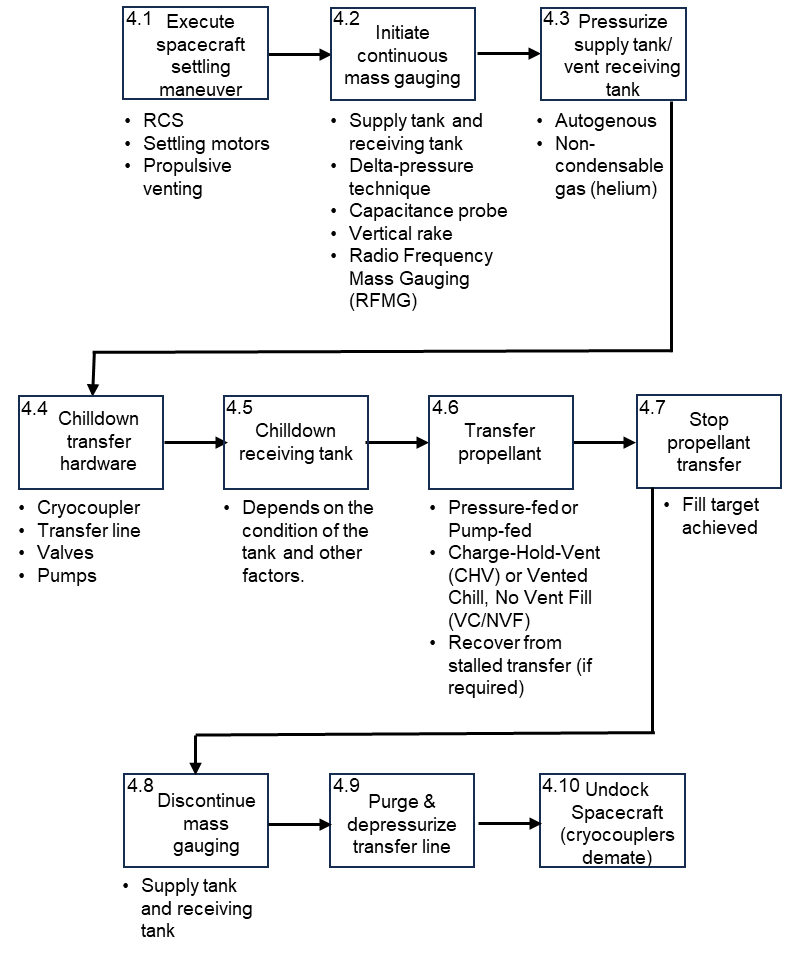 4.1 Execute
spacecraft
settling
maneuver
• RCS
• Settling motors
• Propulsive
venting
4.2
Initiate
continuous
mass gauging
• Supply tank and
receiving tank
• Delta-pressure
technique
• Capacitance probe
• Vertical rake
• Radio Frequency
Mass Gauging
(RFMG)
4.3 Pressurize
supply tank/
vent receiving
tank
• Autogenous
• Non-
condensable
gas (helium)
4.4
Chilldown
transfer
hardware
• Cryocoupler
• Transfer line
• Valves
• Pumps
4.5
Chilldown
receiving tank
• Depends on the
condition of the
tank and other
factors.
4.6
Transfer
propellant
• Pressure-fed or
Pump-fed
• Charge-Hold-Vent
(CHV) or Vented
Chill, No Vent Fill
(VC/NVF)
• Recover from
stalled transfer (if
required)
4.7
Stop
propellant
transfer
• Fill target
achieved
4.8
Discontinue
mass
gauging
• Supply tank
and receiving
tank
4.9
Purge &
depressurize
transfer line
4.10 Undock
Spacecraft
(cryocouplers
demate)